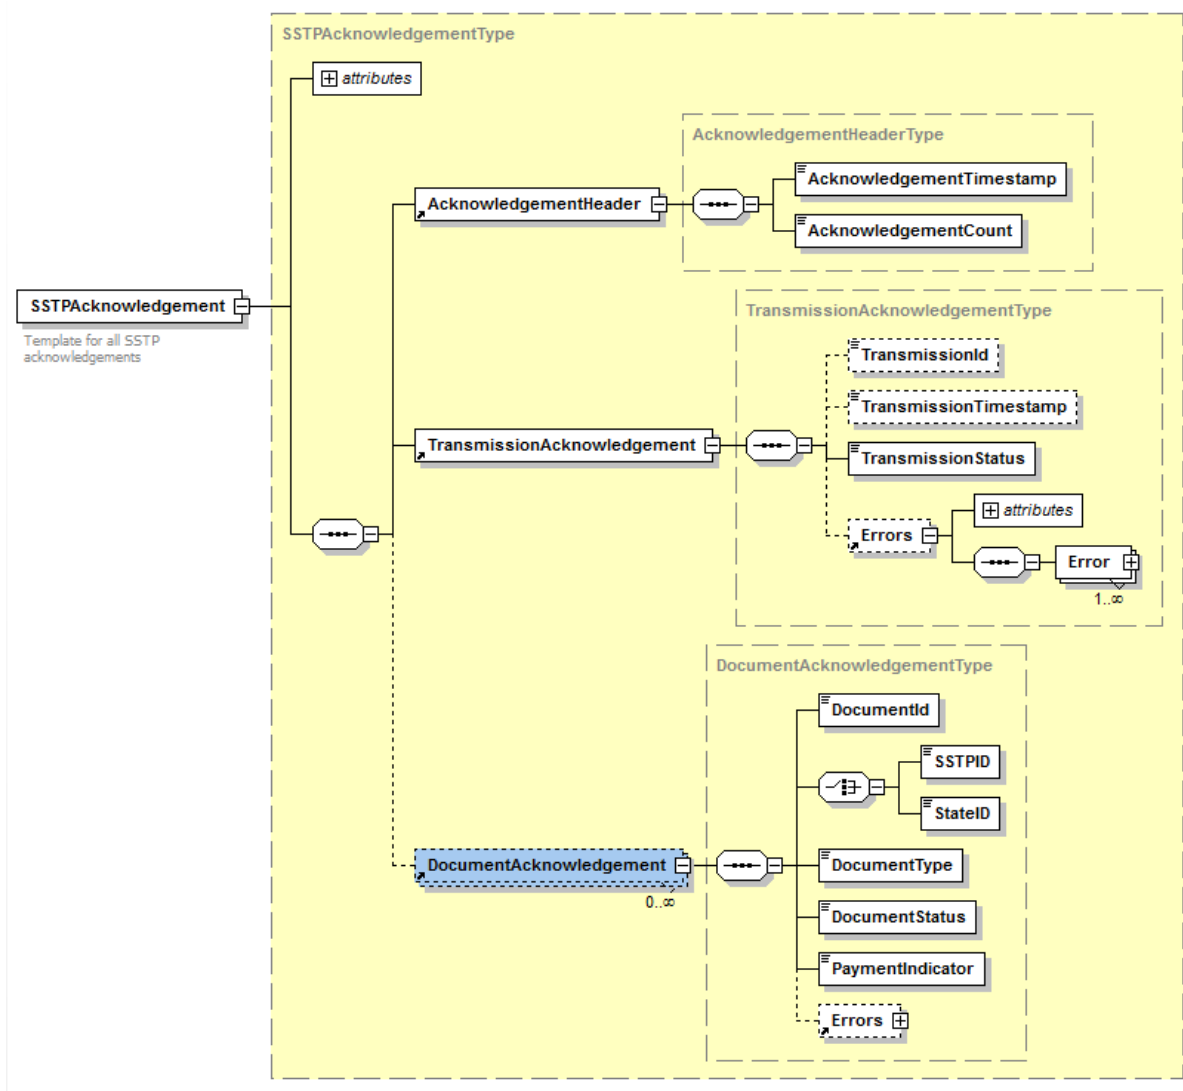 SSTPAcknowledgementType
attributes
AcknowledgementHeaderType
AcknowledgementTimestamp
AcknowledgementHeader
AcknowledgementCount
SSTPAcknowledgement
Template for all SSTP
acknowledgements
TransmissionAcknowledgementType
TransmissionId
TransmissionTimestamp
TransmissionAcknowledgement
TransmissionStatus
attributes
Errors
Error
1..∞
DocumentAcknowledgementType
DocumentId
SSTPID
StateID
DocumentAcknowledgement
0..∞
DocumentType
DocumentStatus
PaymentIndicator
Errors